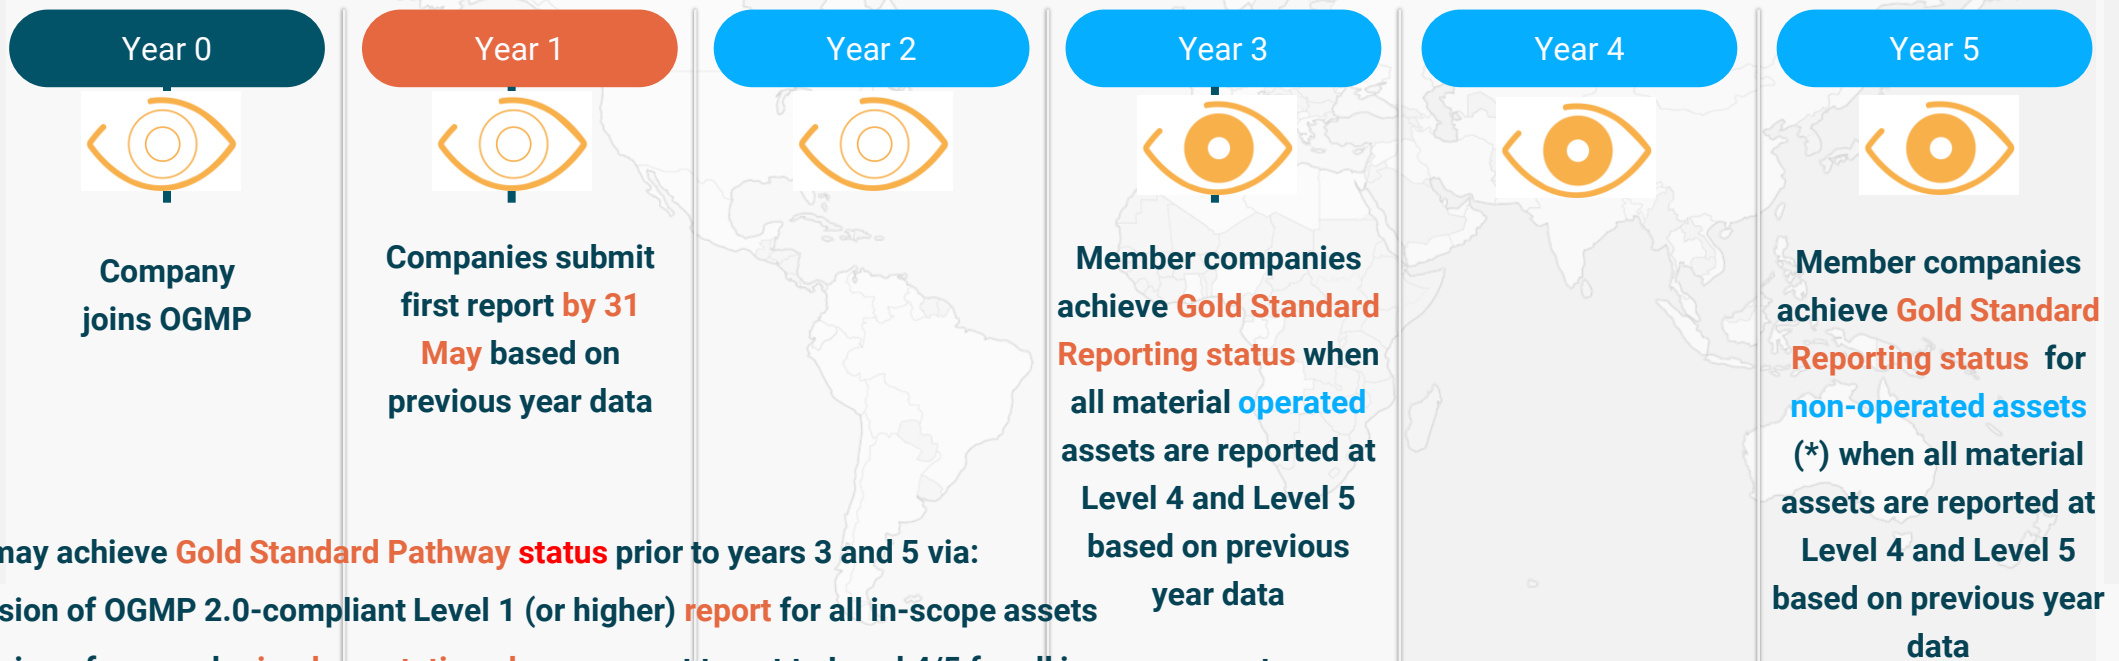 Year 0
Company
joins OGMP
Year 1
Companies submit
first report by 31
May based on
previous year data
Year 2
Year 3
Member companies
achieve Gold Standard
Reporting status when
all material operated
assets are reported at
Level 4 and Level 5
based on previous
year data
Year 4
Year 5
Member companies
achieve Gold Standard
Reporting status for
non-operated assets
(*) when all material
assets are reported at
Level 4 and Level 5
based on previous year
data
may achieve Gold Standard Pathway status prior to years 3 and 5 via:
sion of OGMP 2.0-compliant Level 1 (or higher) report for all in-scope assets